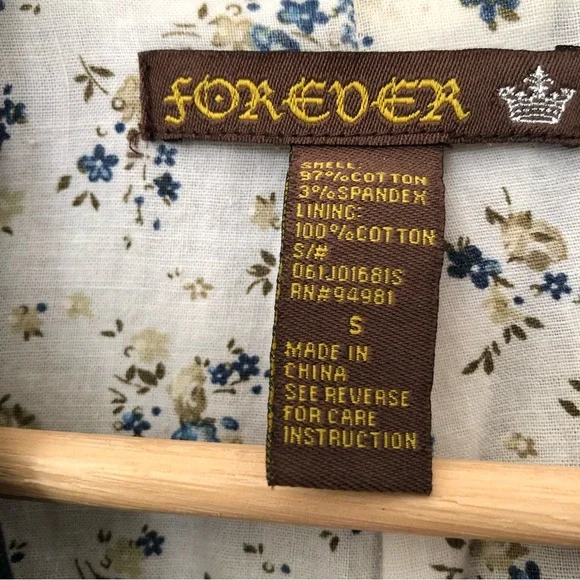 FOREVER
SHELL:
97%COTTON
3%SPANDEX
LINING:
100%COTTON
S/#
061J01681S
RN#94981
S
MADE IN
CHINA
SEE REVERSE
FOR CARE
INSTRUCTION